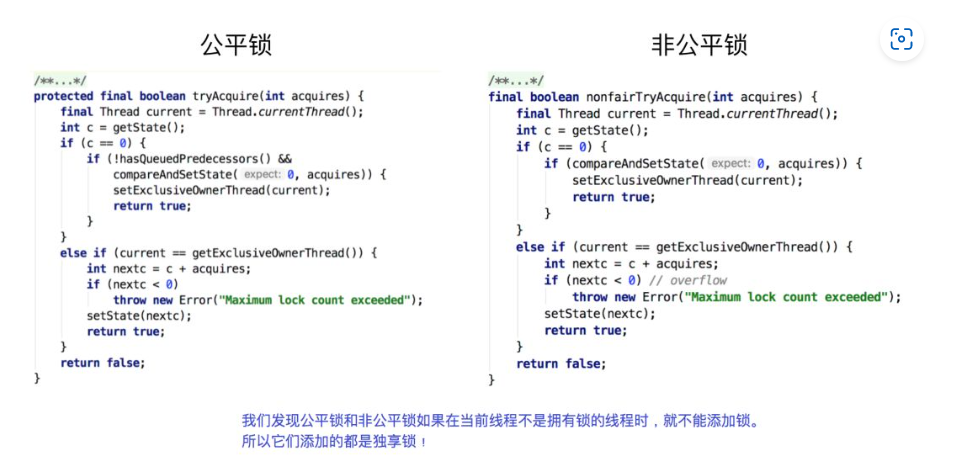 公平锁
/**...*/
protected final boolean tryAcquire(int acquires) {
final Thread current = Thread.currentThread();
int c = getState();
if (c == 0) {
if (!hasQueuedPredecessors() &&
compareAndSetState( expect: 0, acquires)) {
setExclusiveOwnerThread(current);
return true;
}
}
else if (current == getExclusiveOwnerThread()) {
int nextc = c + acquires;
if (nextc < 0)
throw new Error("Maximum lock count exceeded");
setState(nextc);
return true;
}
return false;
}
非公平锁
/**...*/
final boolean nonfairTryAcquire(int acquires) {
final Thread current = Thread.currentThread();
int c = getState();
if (c == 0) {
if (compareAndSetState( expect: 0, acquires)) {
setExclusiveOwnerThread(current);
return true;
}
}
else if (current == getExclusiveOwnerThread()) {
int nextc = c + acquires;
if (nextc < 0) // overflow
throw new Error("Maximum lock count exceeded");
setState(nextc);
return true;
}
return false;
}
我们发现公平锁和非公平锁如果在当前线程不是拥有锁的线程时，就不能添加锁。
所以它们添加的都是独享锁！